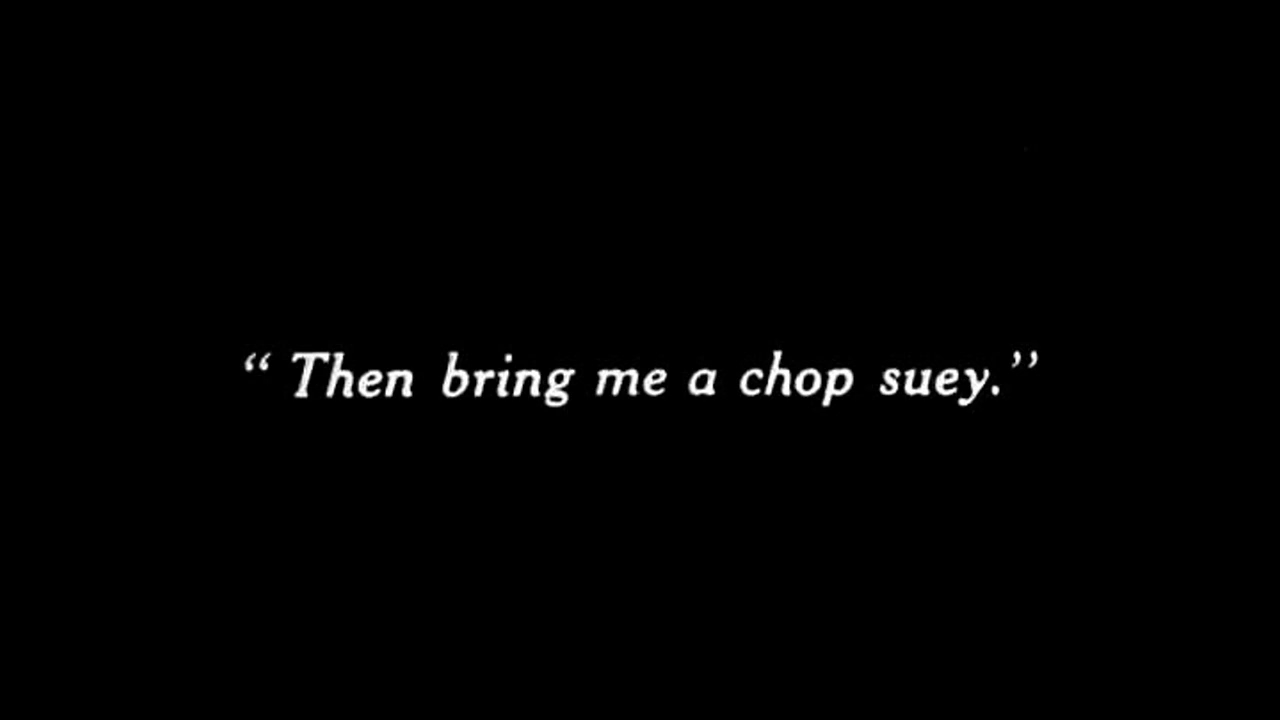 “ Then bring me a chop suey.”